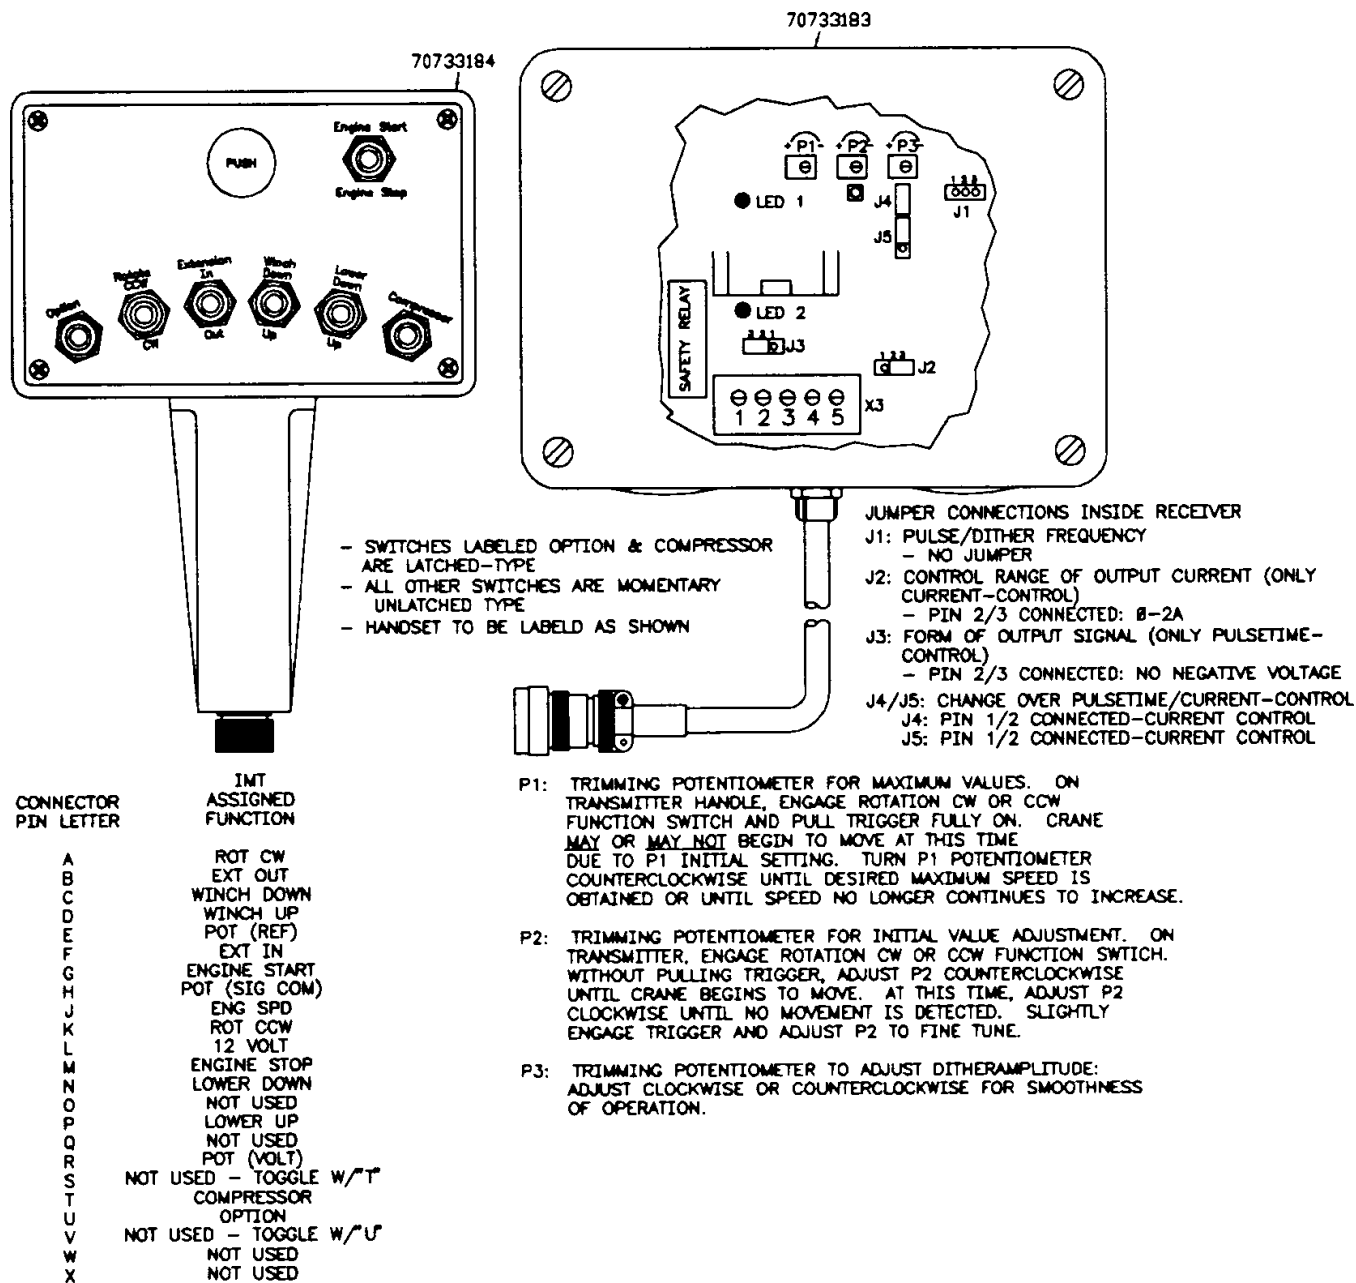 70733184
PUSH
Engine Start
Engine Stop
Option
Rotate
CCW
CW
Extension
In
Out
Winch
Down
Up
Lower
Down
Up
Compressor
70733183
+ P1 -
+ P2 -
+ P3 -
LED 1
J4
J5
1 2 3
J1
SAFETY RELAY
LED 2
3 2 1
J3
1 2 3
J2
1 2 3 4 5
X3
- SWITCHES LABELED OPTION & COMPRESSOR
ARE LATCHED-TYPE
- ALL OTHER SWITCHES ARE MOMENTARY
UNLATCHED TYPE
- HANDSET TO BE LABELD AS SHOWN
JUMPER CONNECTIONS INSIDE RECEIVER
J1: PULSE/DITHER FREQUENCY
- NO JUMPER
J2: CONTROL RANGE OF OUTPUT CURRENT (ONLY
CURRENT-CONTROL)
- PIN 2/3 CONNECTED: 0-2A
J3: FORM OF OUTPUT SIGNAL (ONLY PULSETIME-
CONTROL)
- PIN 2/3 CONNECTED: NO NEGATIVE VOLTAGE
J4/J5: CHANGE OVER PULSETIME/CURRENT-CONTROL
J4: PIN 1/2 CONNECTED-CURRENT CONTROL
J5: PIN 1/2 CONNECTED-CURRENT CONTROL
CONNECTOR
PIN LETTER
IMT
ASSIGNED
FUNCTION
A ROT CW
B EXT OUT
C WINCH DOWN
D WINCH UP
E POT (REF)
F EXT IN
G ENGINE START
H POT (SIG COM)
J ENG SPD
K ROT CCW
L 12 VOLT
M ENGINE STOP
N LOWER DOWN
O NOT USED
P LOWER UP
Q NOT USED
R POT (VOLT)
S NOT USED - TOGGLE W/"T"
T COMPRESSOR
U OPTION
V NOT USED - TOGGLE W/"U"
W NOT USED
X NOT USED
P1: TRIMMING POTENTIOMETER FOR MAXIMUM VALUES. ON
TRANSMITTER HANDLE, ENGAGE ROTATION CW OR CCW
FUNCTION SWITCH AND PULL TRIGGER FULLY ON. CRANE
MAY OR MAY NOT BEGIN TO MOVE AT THIS TIME
DUE TO P1 INITIAL SETTING. TURN P1 POTENTIOMETER
COUNTERCLOCKWISE UNTIL DESIRED MAXIMUM SPEED IS
OBTAINED OR UNTIL SPEED NO LONGER CONTINUES TO INCREASE.
P2: TRIMMING POTENTIOMETER FOR INITIAL VALUE ADJUSTMENT. ON
TRANSMITTER, ENGAGE ROTATION CW OR CCW FUNCTION SWTICH.
WITHOUT PULLING TRIGGER, ADJUST P2 COUNTERCLOCKWISE
UNTIL CRANE BEGINS TO MOVE. AT THIS TIME, ADJUST P2
CLOCKWISE UNTIL NO MOVEMENT IS DETECTED. SLIGHTLY
ENGAGE TRIGGER AND ADJUST P2 TO FINE TUNE.
P3: TRIMMING POTENTIOMETER TO ADJUST DITHERAMPLITUDE:
ADJUST CLOCKWISE OR COUNTERCLOCKWISE FOR SMOOTHNESS
OF OPERATION.